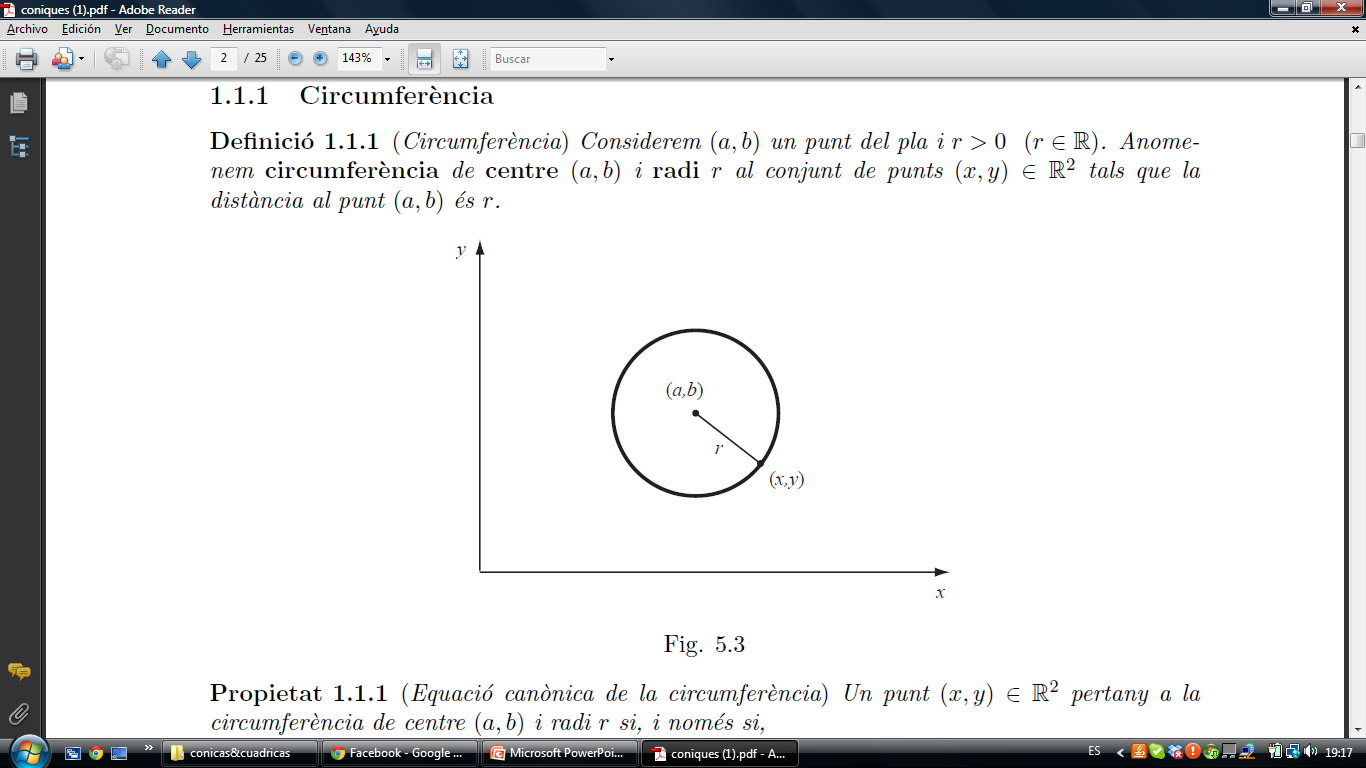 coniques (1).pdf - Adobe Reader
Archivo Edición Ver Documento Herramientas Ventana Ayuda
2 / 25 143% Buscar
1.1.1 Circumferència
Definició 1.1.1 (Circumferència) Considerem (a, b) un punt del pla i r > 0 (r ∈ ℝ). Anome-
nem circumferència de centre (a, b) i radi r al conjunt de punts (x, y) ∈ ℝ² tals que la
distància al punt (a, b) és r.
y
(a,b)
r
(x,y)
x
Fig. 5.3
Propietat 1.1.1 (Equació canònica de la circumferència) Un punt (x, y) ∈ ℝ² pertany a la
circumferència de centre (a, b) i radi r si, i només si,
conicas&cuadricas Facebook - Google ... Microsoft PowerPoi... coniques (1).pdf - A... ES 19:17